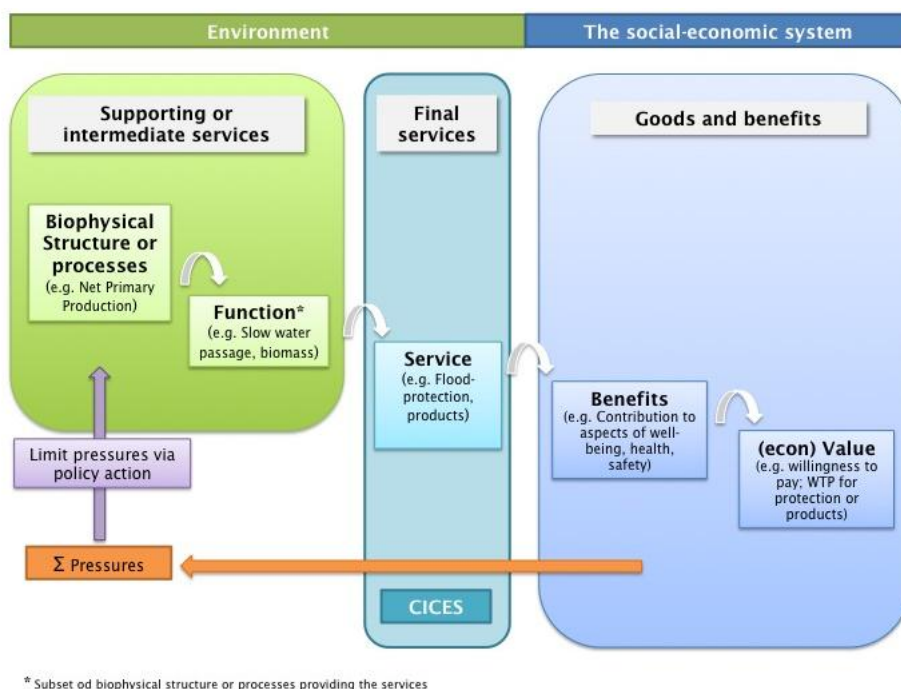 Environment
The social-economic system
Supporting or
intermediate services
Final
services
Goods and benefits
Biophysical
Structure or
processes
(e.g. Net Primary
Production)
Function*
(e.g. Slow water
passage, biomass)
Service
(e.g. Flood-
protection,
products)
Benefits
(e.g. Contribution to
aspects of well-
being, health,
safety)
(econ) Value
(e.g. willingness to
pay; WTP for
protection or
products)
Limit pressures via
policy action
Σ Pressures
CICES
* Subset od biophysical structure or processes providing the services